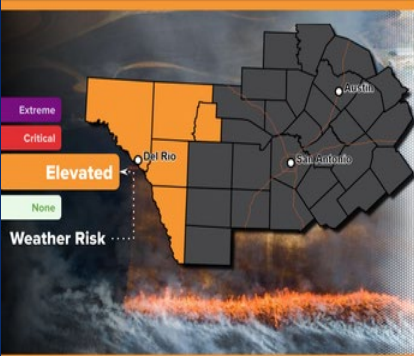 Austin
Extreme
Critical
Del Rio
San Antonio
Elevated
None
Weather Risk